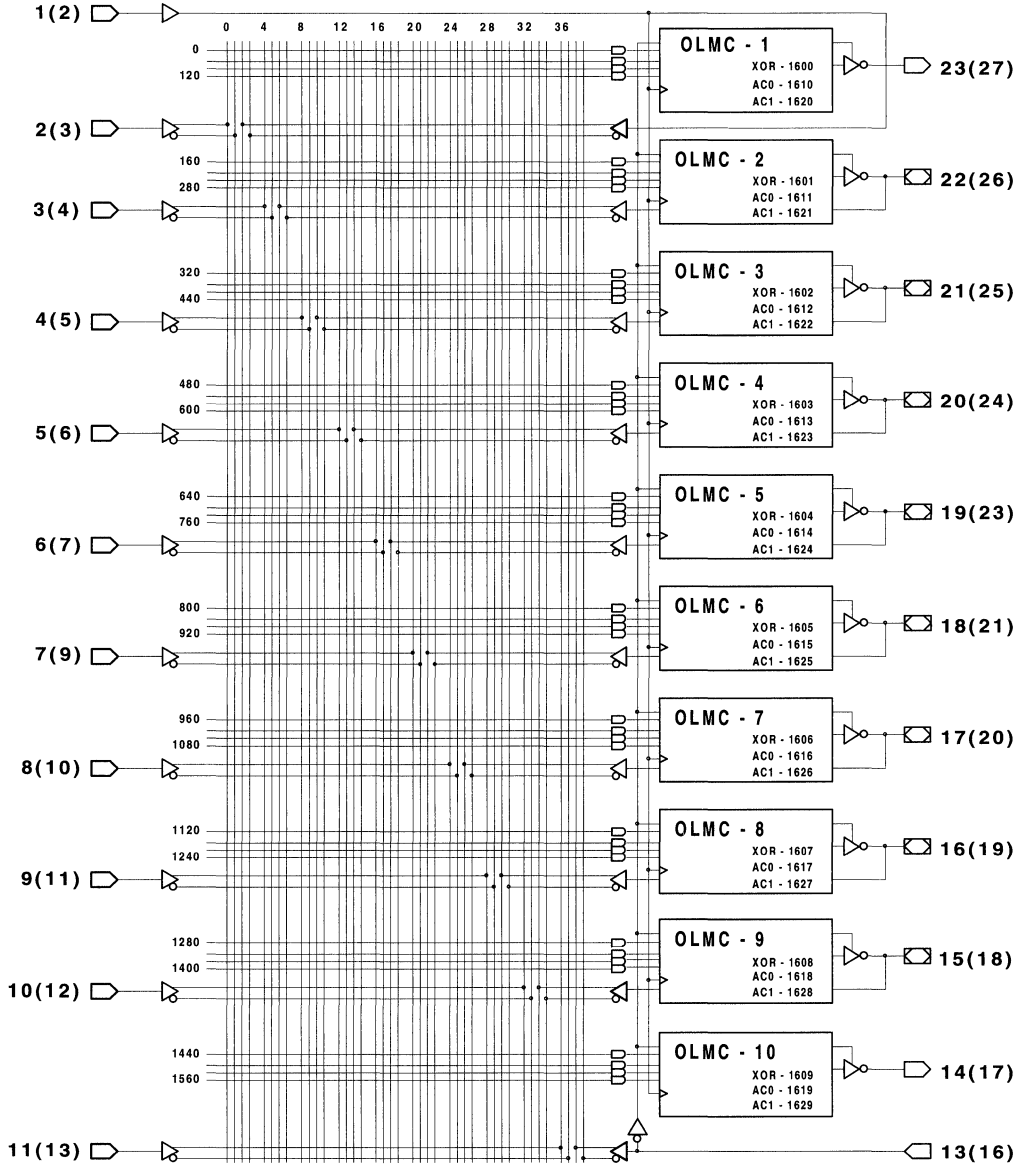 1(2)
0 4 8 12 16 20 24 28 32 36
0
120
OLMC - 1
XOR - 1600
AC0 - 1610
AC1 - 1620
23(27)
2(3)
160
280
OLMC - 2
XOR - 1601
AC0 - 1611
AC1 - 1621
22(26)
3(4)
320
440
OLMC - 3
XOR - 1602
AC0 - 1612
AC1 - 1622
21(25)
4(5)
480
600
OLMC - 4
XOR - 1603
AC0 - 1613
AC1 - 1623
20(24)
5(6)
640
760
OLMC - 5
XOR - 1604
AC0 - 1614
AC1 - 1624
19(23)
6(7)
800
920
OLMC - 6
XOR - 1605
AC0 - 1615
AC1 - 1625
18(21)
7(9)
960
1080
OLMC - 7
XOR - 1606
AC0 - 1616
AC1 - 1626
17(20)
8(10)
1120
1240
OLMC - 8
XOR - 1607
AC0 - 1617
AC1 - 1627
16(19)
9(11)
1280
1400
OLMC - 9
XOR - 1608
AC0 - 1618
AC1 - 1628
15(18)
10(12)
1440
1560
OLMC - 10
XOR - 1609
AC0 - 1619
AC1 - 1629
14(17)
11(13)
13(16)